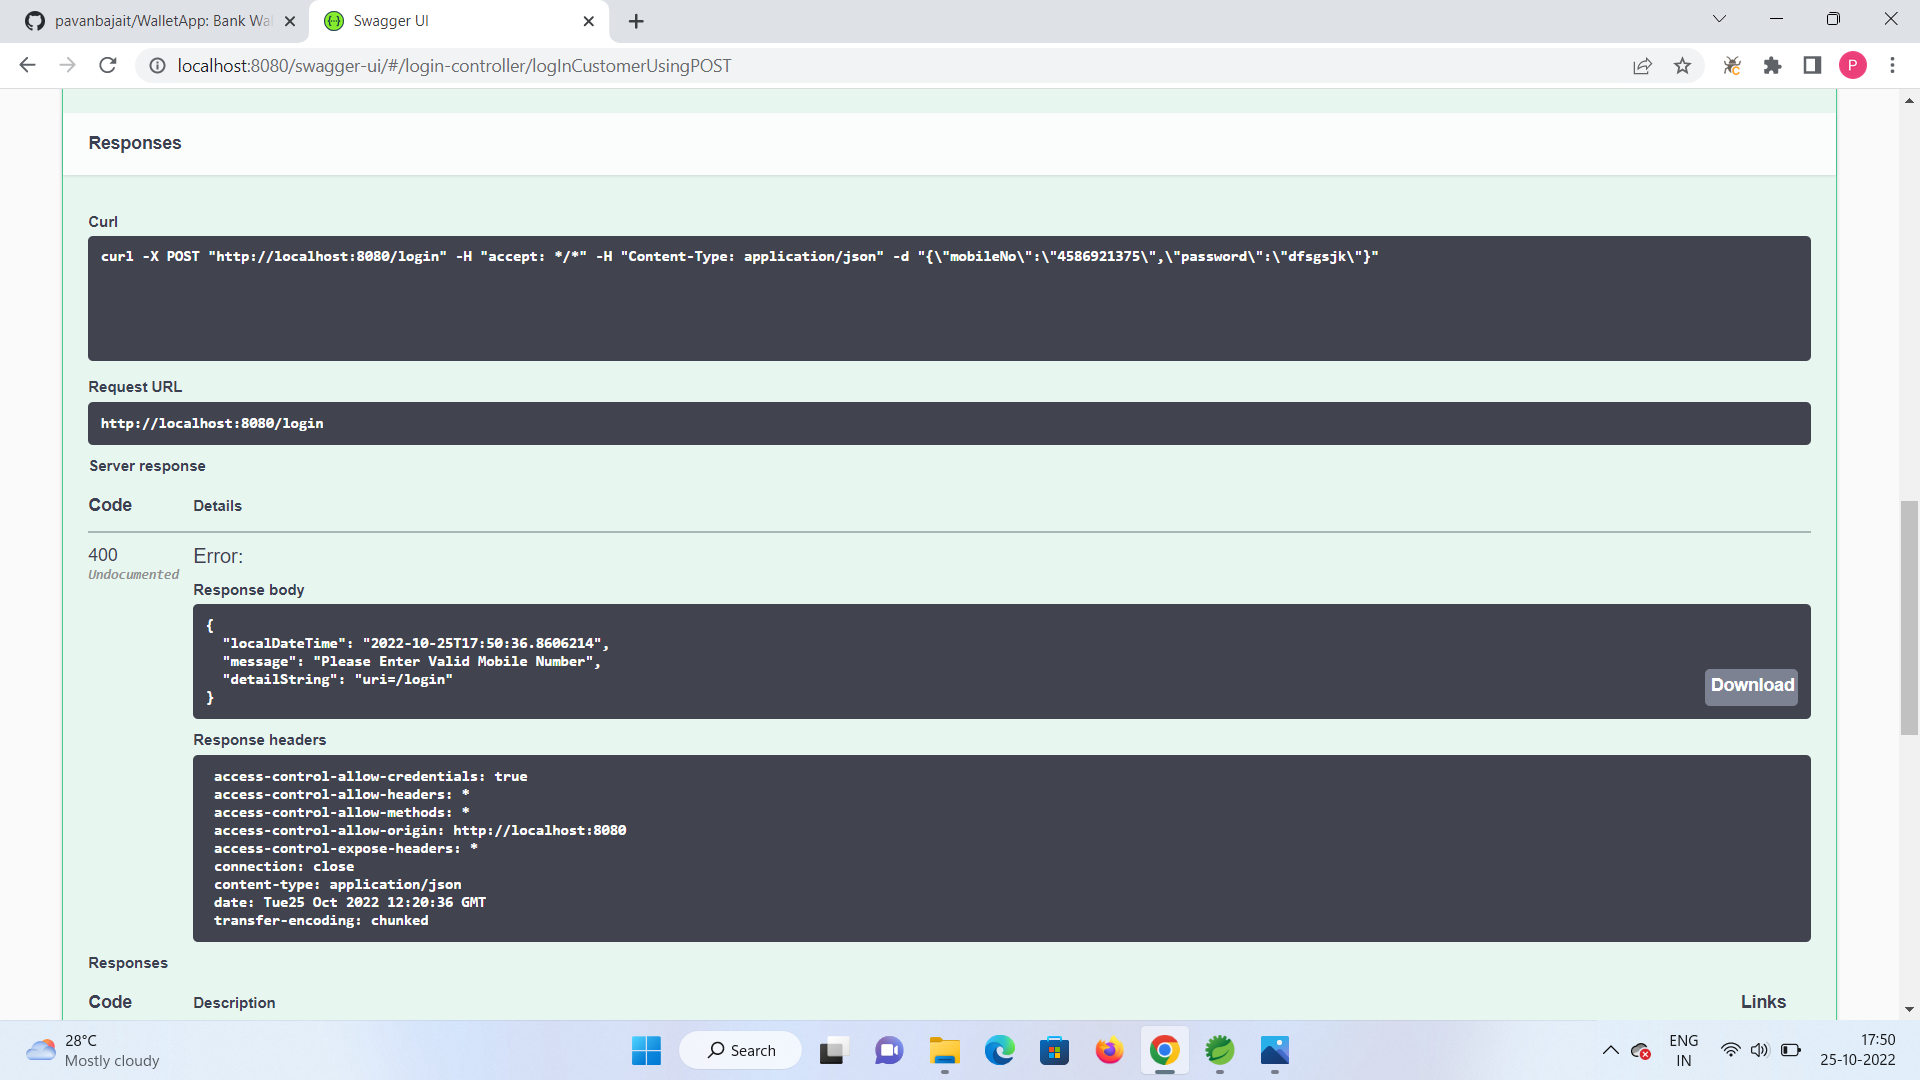 pavanbajait/WalletApp: Bank Wa
Swagger UI
localhost:8080/swagger-ui/#/login-controller/logInCustomerUsingPOST
P
Responses
Curl
curl -X POST "http://localhost:8080/login" -H "accept: */*" -H "Content-Type: application/json" -d "{\"mobileNo\":\"4586921375\",\"password\":\"dfsgsjk\"}"
Request URL
http://localhost:8080/login
Server response
Code Details
400 Error:
Undocumented
Response body
{
"localDateTime": "2022-10-25T17:50:36.8606214",
"message": "Please Enter Valid Mobile Number",
"detailString": "uri=/login"
}
Download
Response headers
access-control-allow-credentials: true
access-control-allow-headers: *
access-control-allow-methods: *
access-control-allow-origin: http://localhost:8080
access-control-expose-headers: *
connection: close
content-type: application/json
date: Tue25 Oct 2022 12:20:36 GMT
transfer-encoding: chunked
Responses
Code Description Links
28°C
Mostly cloudy
Search
ENG
IN
17:50
25-10-2022